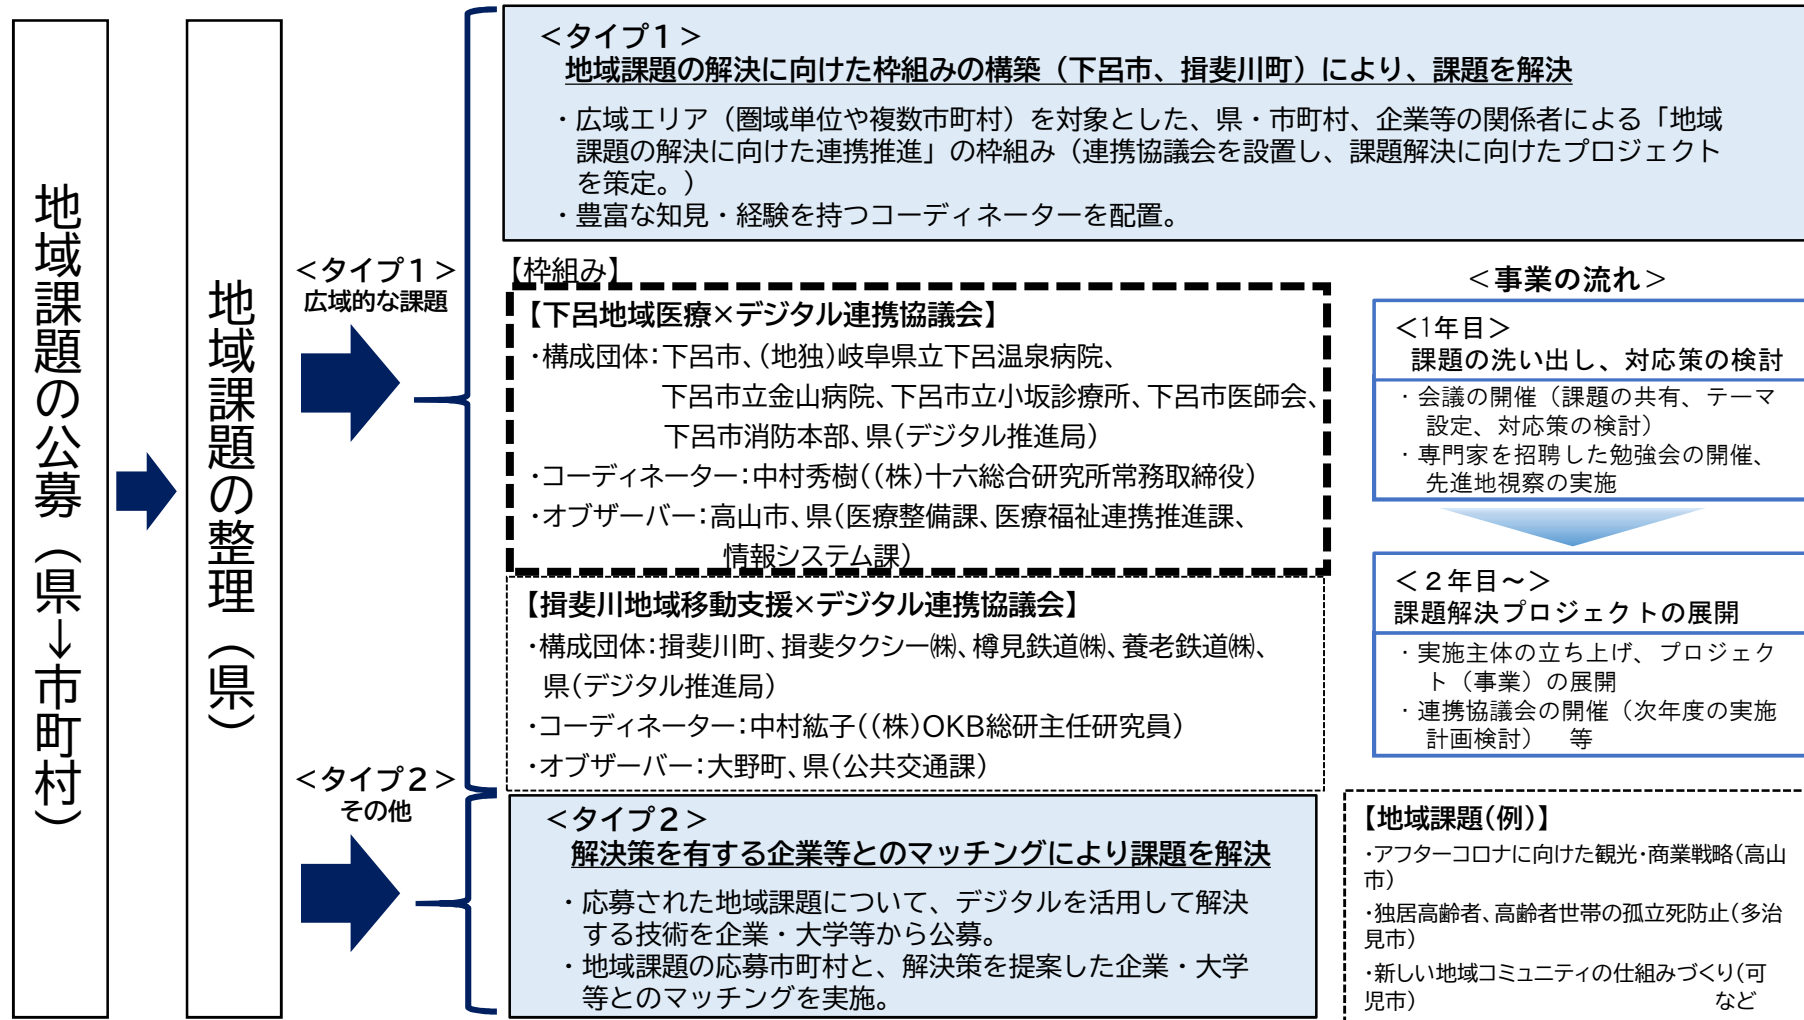 地域課題の公募（県→市町村）
地域課題の整理（県）
＜タイプ１＞
広域的な課題
＜タイプ２＞
その他
＜タイプ１＞
地域課題の解決に向けた枠組みの構築（下呂市、揖斐川町）により、課題を解決
・広域エリア（圏域単位や複数市町村）を対象とした、県・市町村、企業等の関係者による「地域
課題の解決に向けた連携推進」の枠組み（連携協議会を設置し、課題解決に向けたプロジェクト
を策定。）
・豊富な知見・経験を持つコーディネーターを配置。
【枠組み】
【下呂地域医療×デジタル連携協議会】
・構成団体：下呂市、（地独）岐阜県立下呂温泉病院、
下呂市立金山病院、下呂市立小坂診療所、下呂市医師会、
下呂市消防本部、県（デジタル推進局）
・コーディネーター：中村秀樹（（株）十六総合研究所常務取締役）
・オブザーバー：高山市、県（医療整備課、医療福祉連携推進課、
情報システム課）
【揖斐川地域移動支援×デジタル連携協議会】
・構成団体：揖斐川町、揖斐タクシー㈱、樽見鉄道㈱、養老鉄道㈱、
県（デジタル推進局）
・コーディネーター：中村紘子（（株）OKB総研主任研究員）
・オブザーバー：大野町、県（公共交通課）
＜タイプ２＞
解決策を有する企業等とのマッチングにより課題を解決
・応募された地域課題について、デジタルを活用して解決
する技術を企業・大学等から公募。
・地域課題の応募市町村と、解決策を提案した企業・大学
等とのマッチングを実施。
＜事業の流れ＞
＜1年目＞
課題の洗い出し、対応策の検討
・会議の開催（課題の共有、テーマ
設定、対応策の検討）
・専門家を招聘した勉強会の開催、
先進地視察の実施
＜２年目～＞
課題解決プロジェクトの展開
・実施主体の立ち上げ、プロジェク
ト（事業）の展開
・連携協議会の開催（次年度の実施
計画検討）　等
【地域課題（例）】
・アフターコロナに向けた観光・商業戦略（高山
市）
・独居高齢者、高齢者世帯の孤立死防止（多治
見市）
・新しい地域コミュニティの仕組みづくり（可
児市）　など